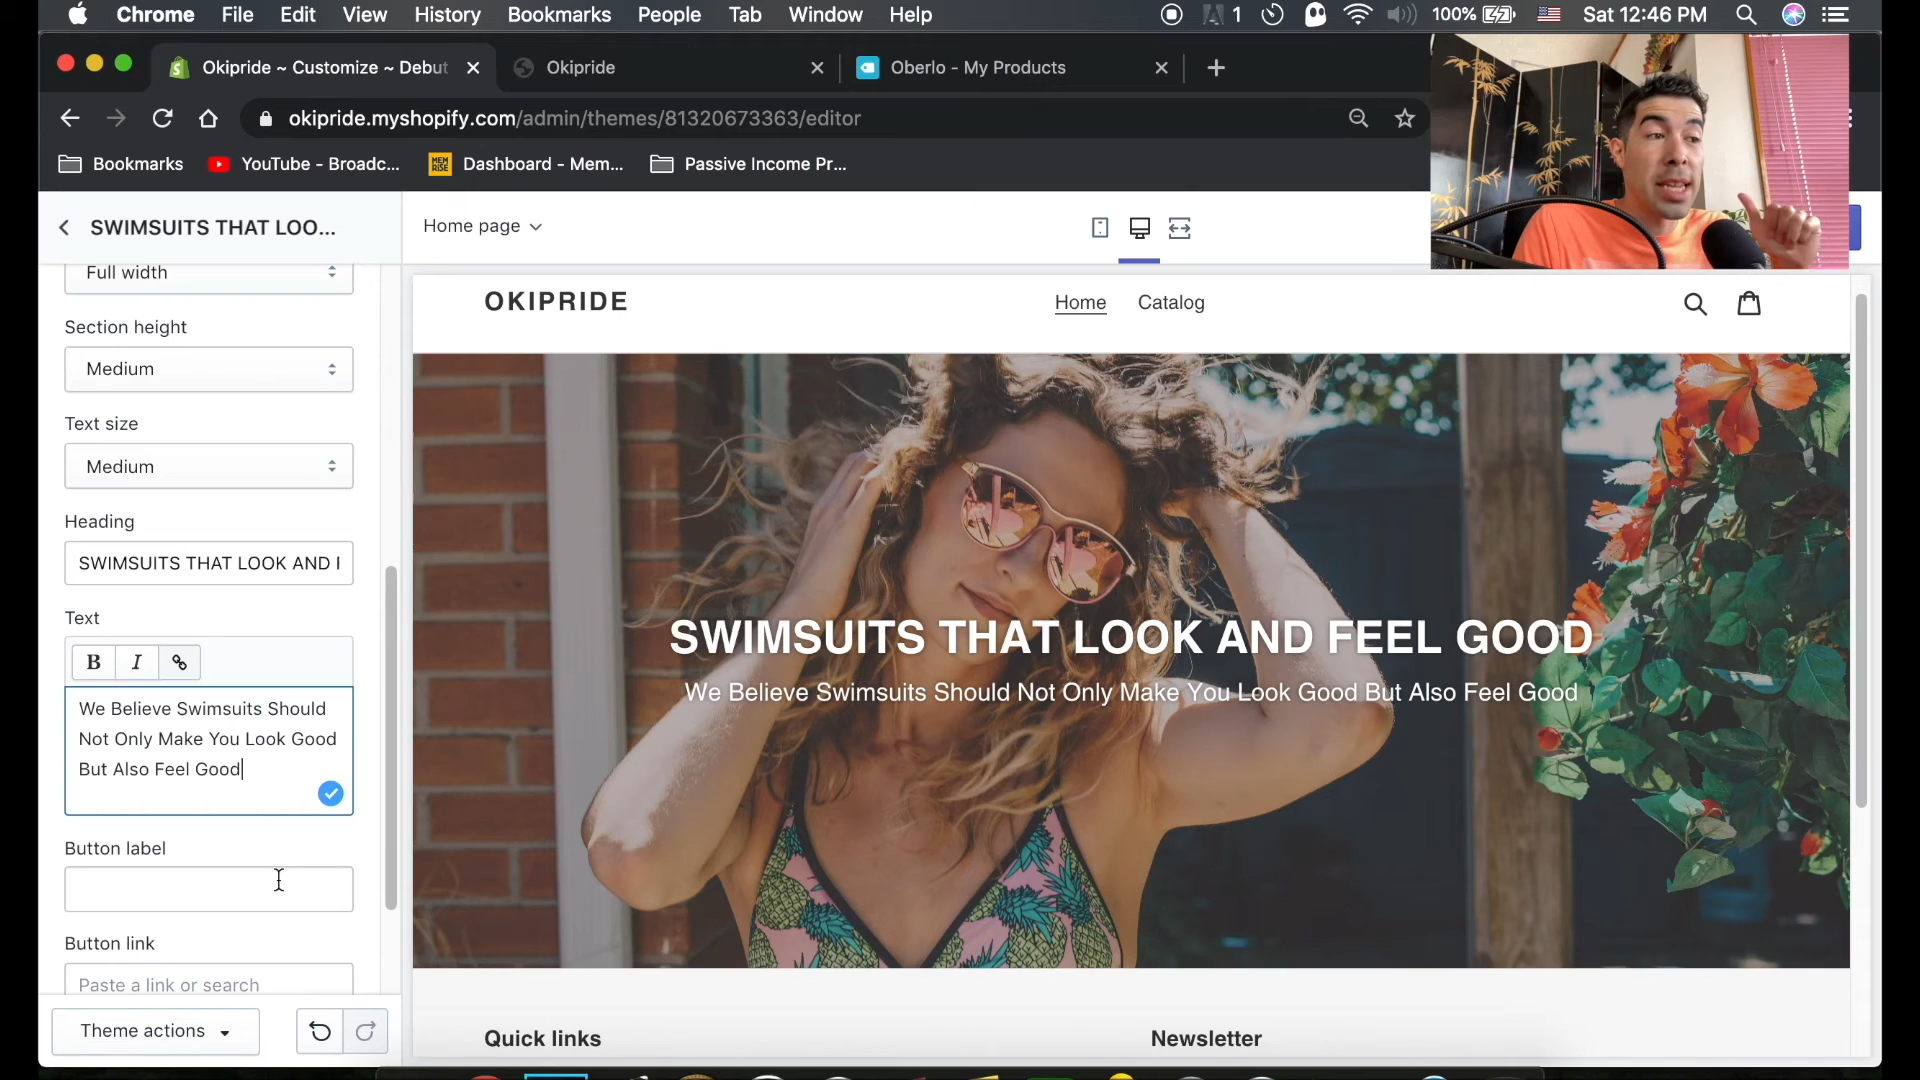 Chrome File Edit View History Bookmarks People Tab Window Help
1 100% Sat 12:46 PM
Okipride ~ Customize ~ Debut
Okipride
Oberlo - My Products
okipride.myshopify.com/admin/themes/81320673363/editor
Bookmarks
YouTube - Broadc...
MEM
RISE
Dashboard - Mem...
Passive Income Pr...
SWIMSUITS THAT LOO...
Home page
Full width
Section height
Medium
Text size
Medium
Heading
SWIMSUITS THAT LOOK AND
Text
B I
We Believe Swimsuits Should
Not Only Make You Look Good
But Also Feel Good
Button label
Button link
Paste a link or search
Theme actions
OKIPRIDE
Home
Catalog
SWIMSUITS THAT LOOK AND FEEL GOOD
We Believe Swimsuits Should Not Only Make You Look Good But Also Feel Good
Quick links
Newsletter